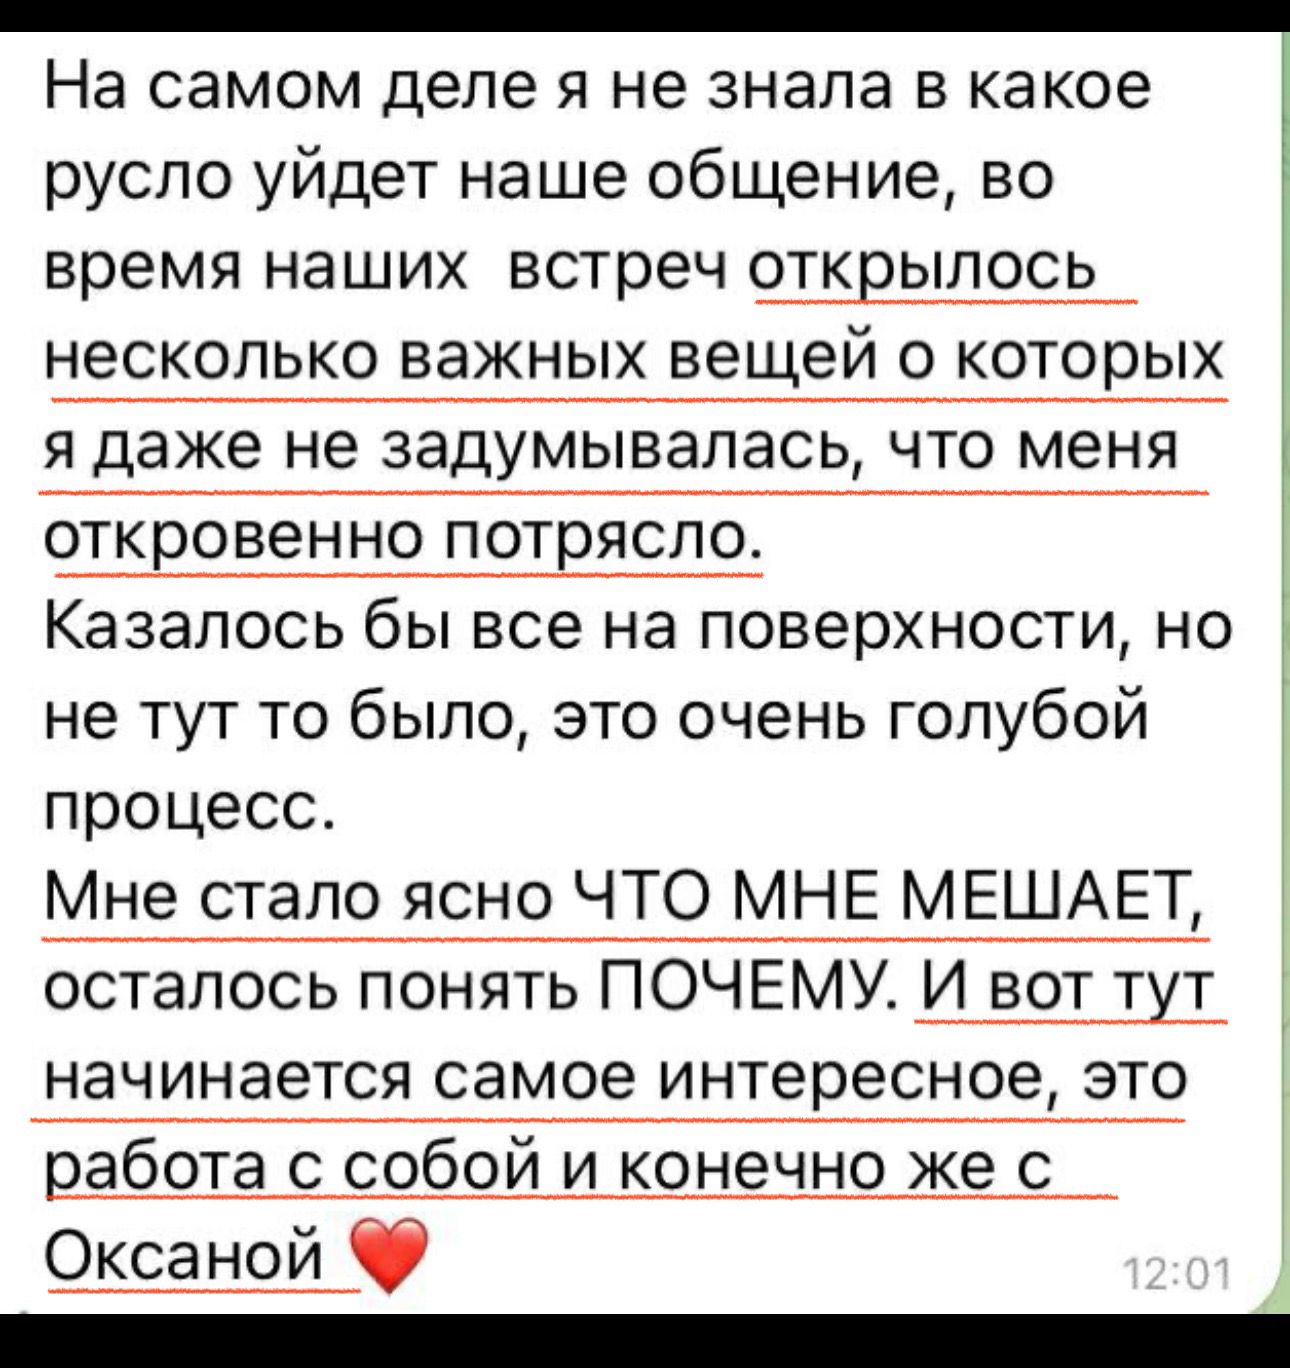 На самом деле я не знала в какое
русло уйдет наше общение, во
время наших  встреч открылось
несколько важных вещей о которых
я даже не задумывалась, что меня
откровенно потрясло.
Казалось бы все на поверхности, но
не тут то было, это очень голубой
процесс.
Мне стало ясно ЧТО МНЕ МЕШАЕТ,
осталось понять ПОЧЕМУ. И вот тут
начинается самое интересное, это
работа с собой и конечно же с
Оксаной ❤️
12:01